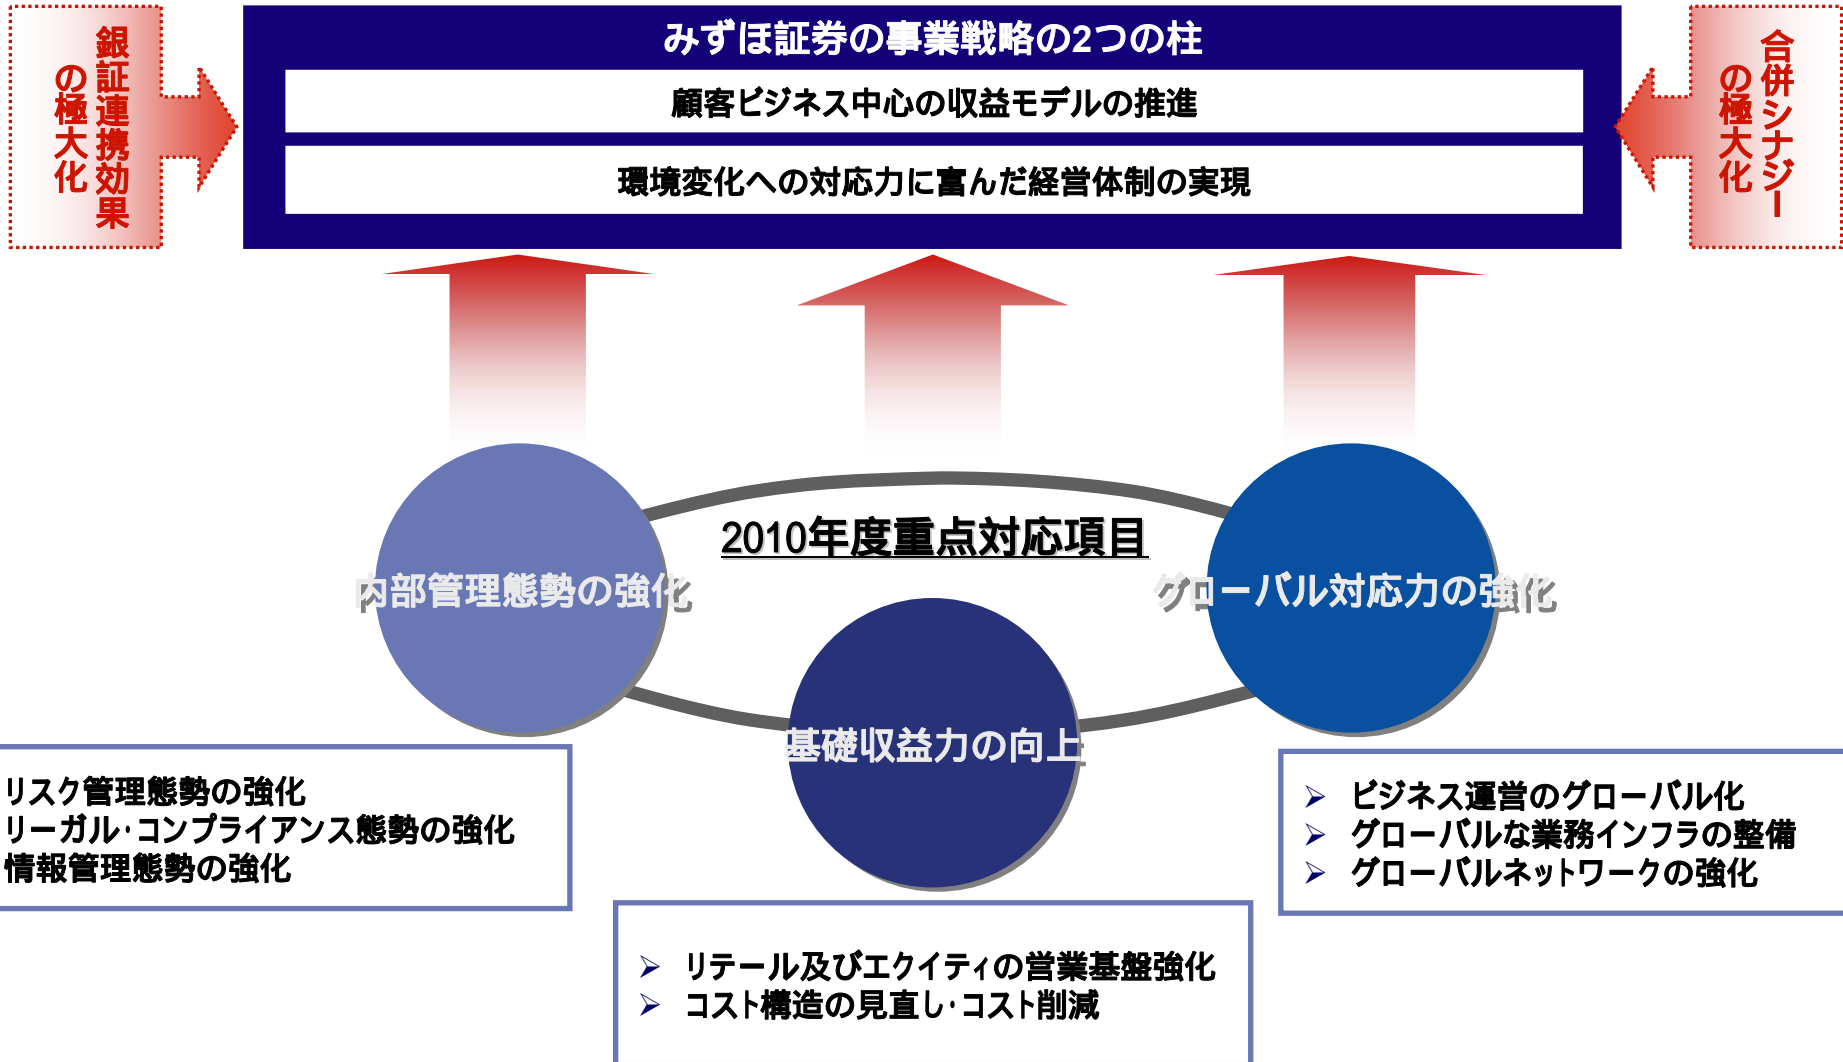 銀証連携効果
の極大化
みずほ証券の事業戦略の2つの柱
顧客ビジネス中心の収益モデルの推進
環境変化への対応力に富んだ経営体制の実現
合併シナジー
の極大化
2010年度重点対応項目
内部管理態勢の強化
グローバル対応力の強化
基礎収益力の向上
リスク管理態勢の強化
リーガル・コンプライアンス態勢の強化
情報管理態勢の強化
➢ ビジネス運営のグローバル化
➢ グローバルな業務インフラの整備
➢ グローバルネットワークの強化
➢ リテール及びエクイティの営業基盤強化
➢ コスト構造の見直し・コスト削減